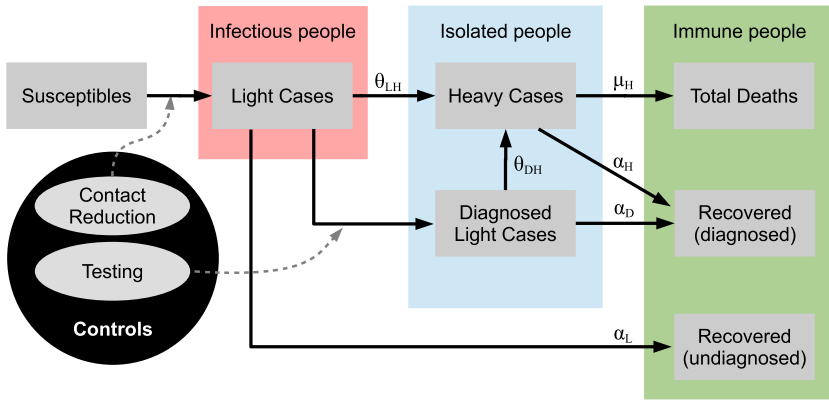 Infectious people
Isolated people
Immune people
Susceptibles
Light Cases
θLH
Heavy Cases
μH
Total Deaths
θDH
αH
Contact
Reduction
Diagnosed
Light Cases
αD
Recovered
(diagnosed)
Testing
Controls
αL
Recovered
(undiagnosed)